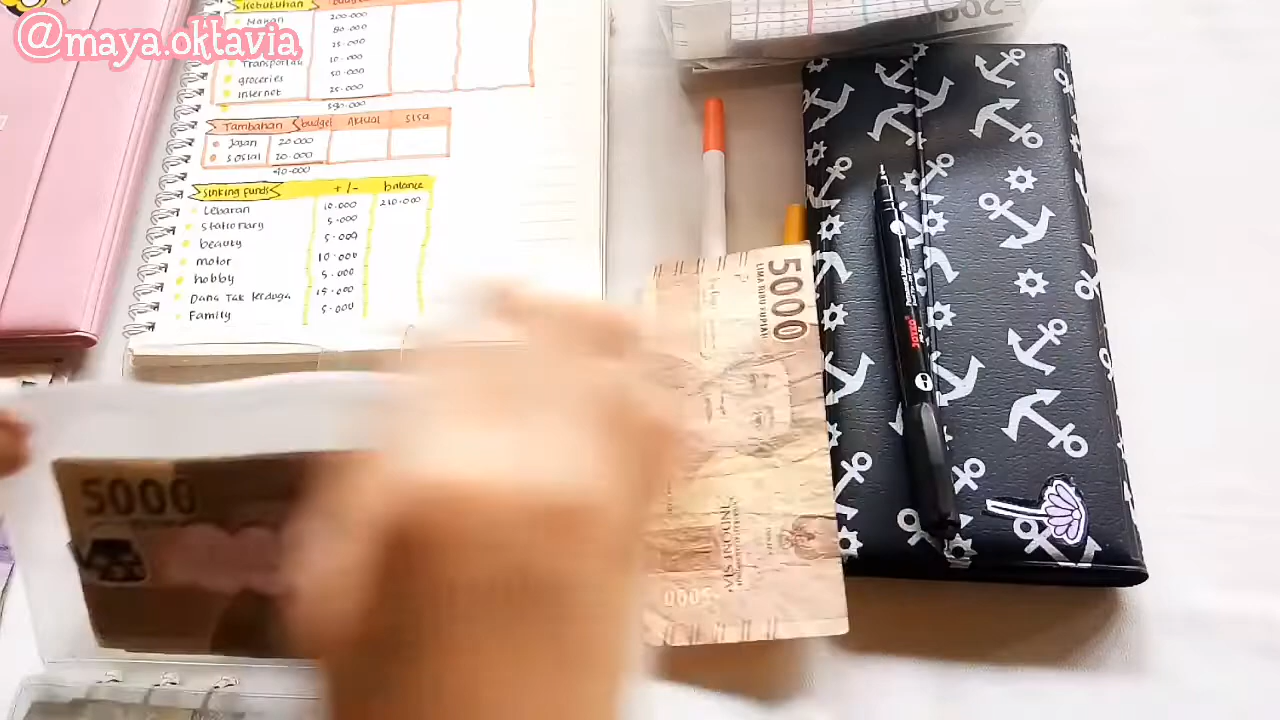 @maya.oktavia
Kebutuhan
Makan 200.000
80.000
25.000
Transportasi 10.000
groceries 50.000
Internet 25.000
390.000
Tambahan budget Aktual Sisa
Jajan 20.000
Sosial 20.000
40.000
Sinking funds + / - balance
Lebaran 10.000 210.000
Stationary 5.000
beauty 5.000
motor 10.000
hobby 5.000
Dana Tak Terduga 15.000
Family 5.000
5000
LIMA RIBU RUPIAH
5000
5000